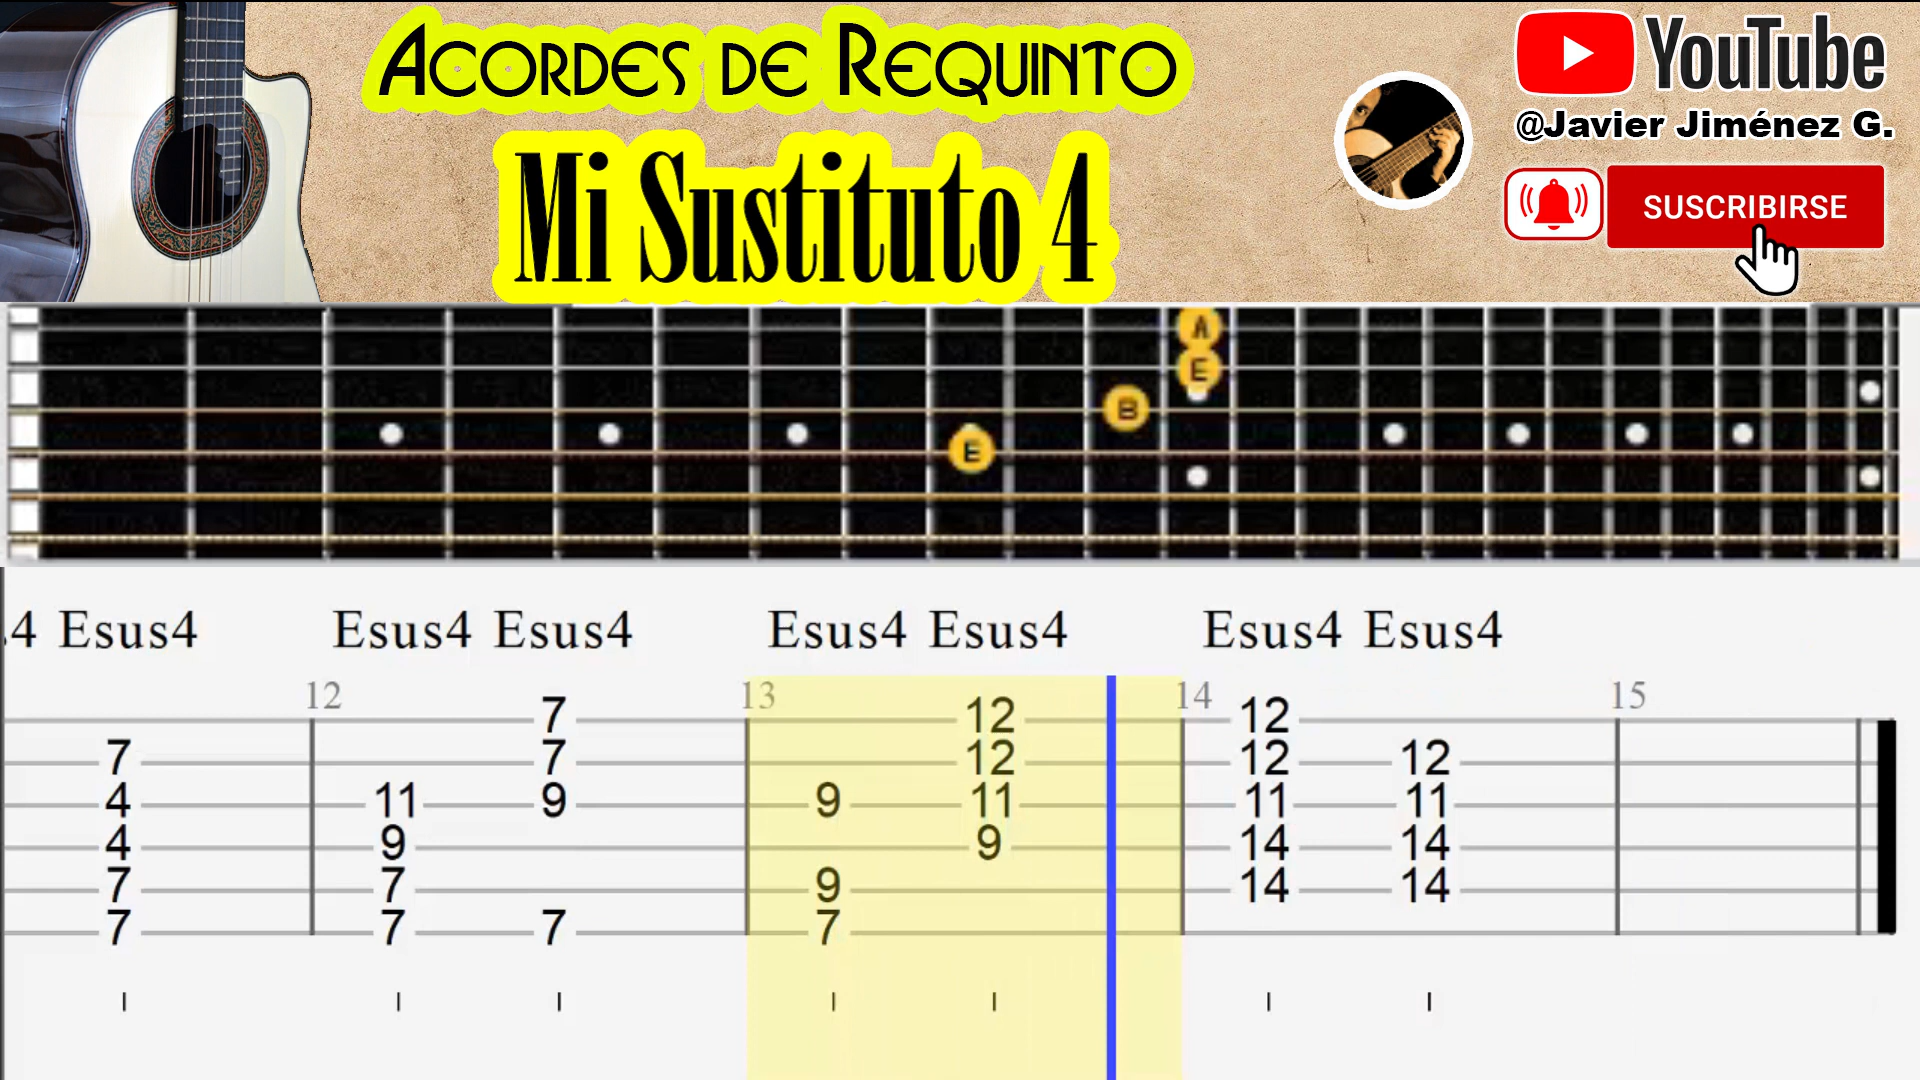 Acordes de Requinto
Mi Sustituto 4
YouTube
@Javier Jiménez G.
SUSCRIBIRSE
A
E
B
E
4 Esus4 Esus4 Esus4 Esus4 Esus4 Esus4 Esus4
12 13 14 15
7 12 12
7 7 12 12 12
4 11 9 9 11 11 11
4 9 9 14 14
7 7 9 14 14
7 7 7 7